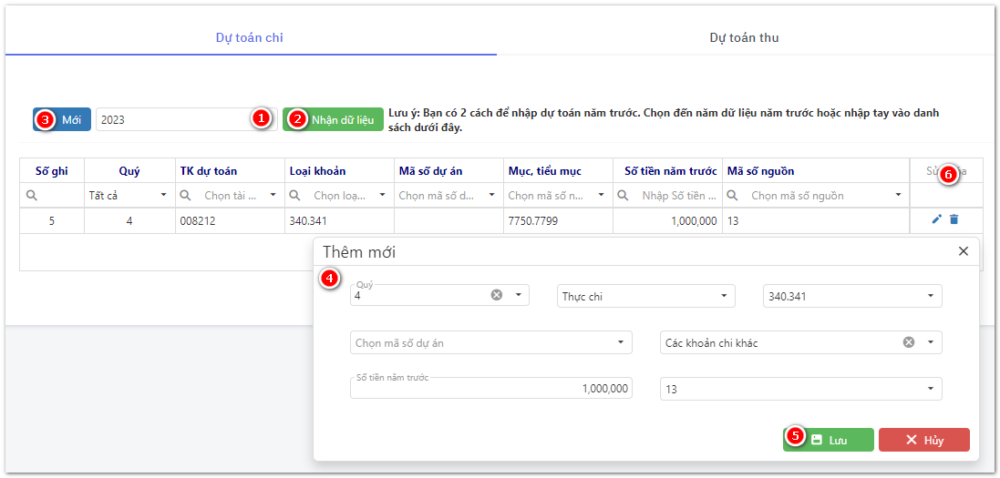 Dự toán chi
Dự toán thu
3 Mới
2023 1
2 Nhận dữ liệu
Lưu ý: Bạn có 2 cách để nhập dự toán năm trước. Chọn đến năm dữ liệu năm trước hoặc nhập tay vào danh
sách dưới đây.
Số ghi Quý TK dự toán Loại khoản Mã số dự án Mục, tiểu mục Số tiền năm trước Mã số nguồn 6
Tất cả Chọn tài ... Chọn loạ... Chọn mã số d... Chọn mã số n... Nhập Số tiền ... Chọn mã số nguồn
5 4 008212 340.341 7750.7799 1,000,000 13
Thêm mới
4
Quý
4 Thực chi 340.341
Chọn mã số dự án Các khoản chi khác
Số tiền năm trước
1,000,000 13
5 Lưu Hủy